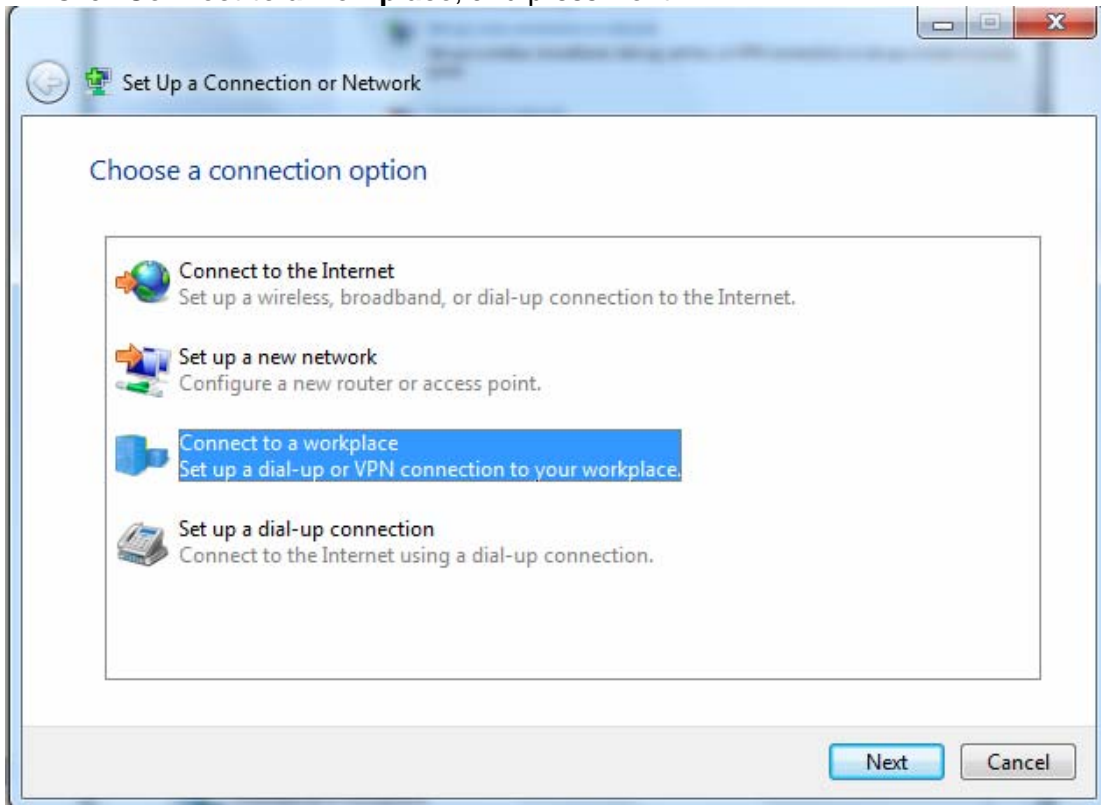 Set Up a Connection or Network
Choose a connection option
Connect to the Internet
Set up a wireless, broadband, or dial-up connection to the Internet.
Set up a new network
Configure a new router or access point.
Connect to a workplace
Set up a dial-up or VPN connection to your workplace.
Set up a dial-up connection
Connect to the Internet using a dial-up connection.
Next
Cancel